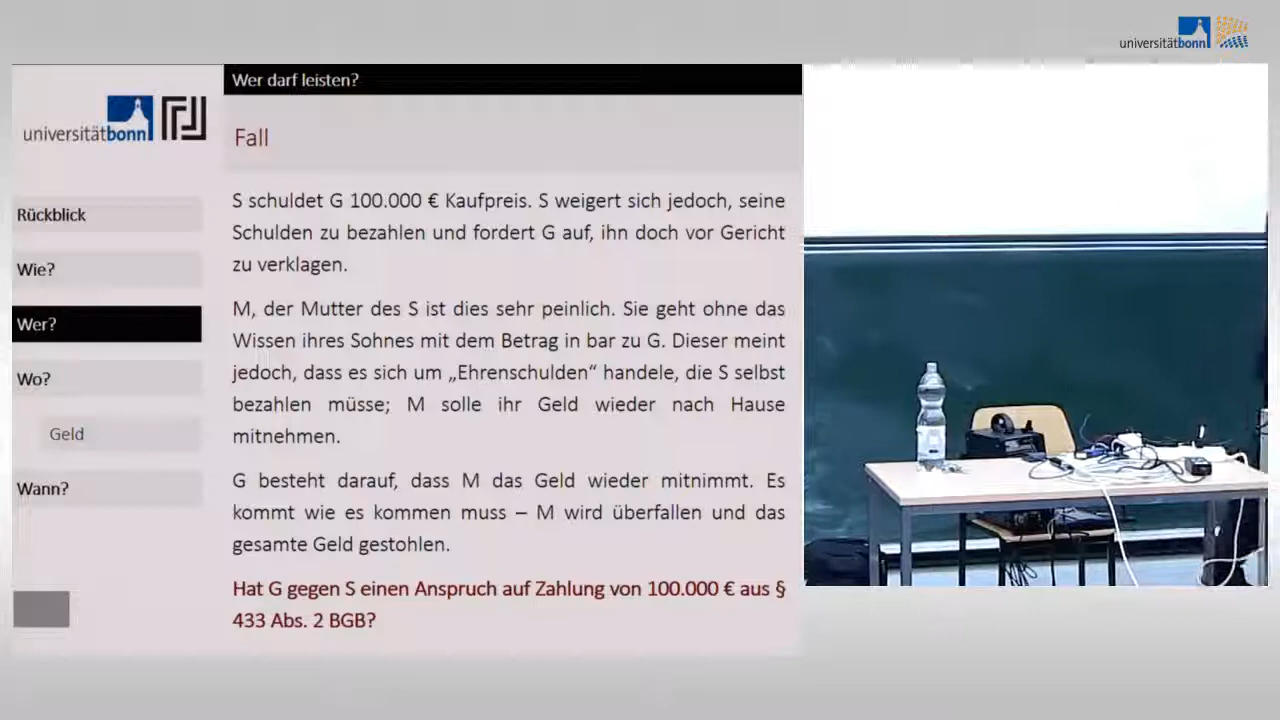 universitätbonn
Wer darf leisten?
universitätbonn
Fall
S schuldet G 100.000 € Kaufpreis. S weigert sich jedoch, seine
Schulden zu bezahlen und fordert G auf, ihn doch vor Gericht
zu verklagen.
M, der Mutter des S ist dies sehr peinlich. Sie geht ohne das
Wissen ihres Sohnes mit dem Betrag in bar zu G. Dieser meint
jedoch, dass es sich um „Ehrenschulden“ handele, die S selbst
bezahlen müsse; M solle ihr Geld wieder nach Hause
mitnehmen.
G besteht darauf, dass M das Geld wieder mitnimmt. Es
kommt wie es kommen muss – M wird überfallen und das
gesamte Geld gestohlen.
Hat G gegen S einen Anspruch auf Zahlung von 100.000 € aus §
433 Abs. 2 BGB?
Rückblick
Wie?
Wer?
Wo?
Geld
Wann?